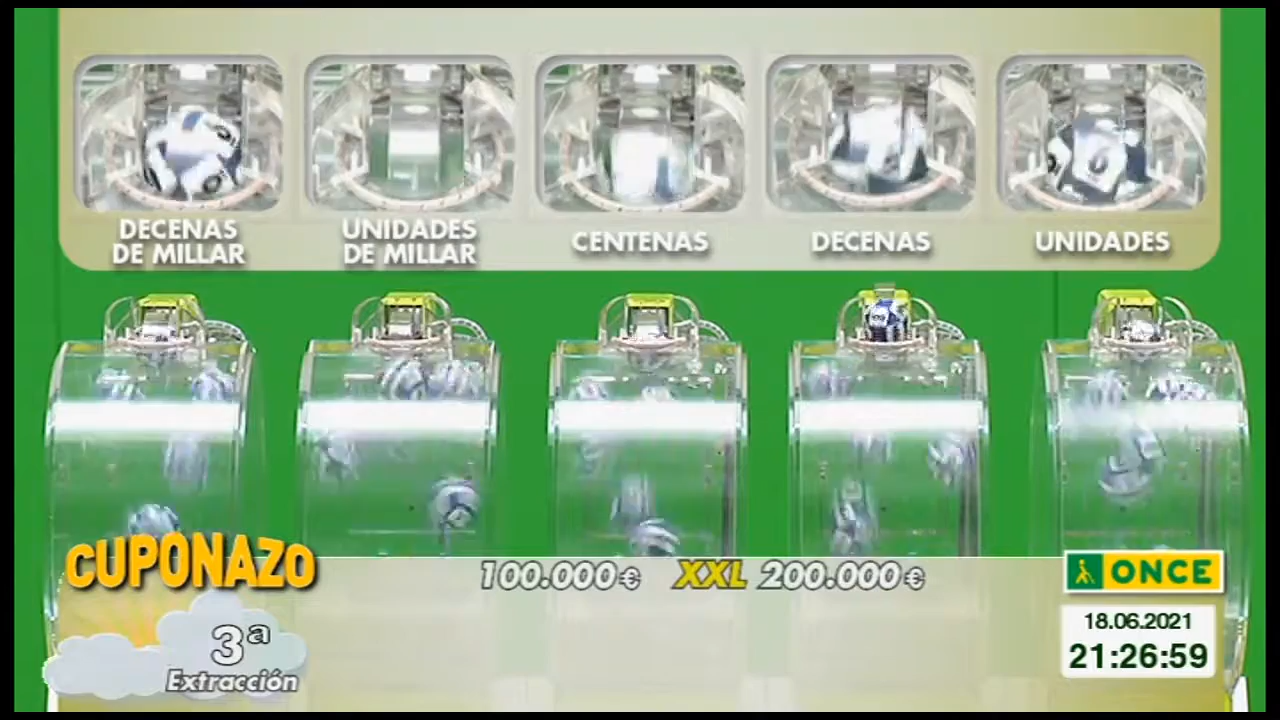 DECENAS
DE MILLAR
UNIDADES
DE MILLAR
CENTENAS
DECENAS
UNIDADES
CUPONAZO
100.000€ XXL 200.000€
ONCE
3ª
Extracción
18.06.2021
21:26:59